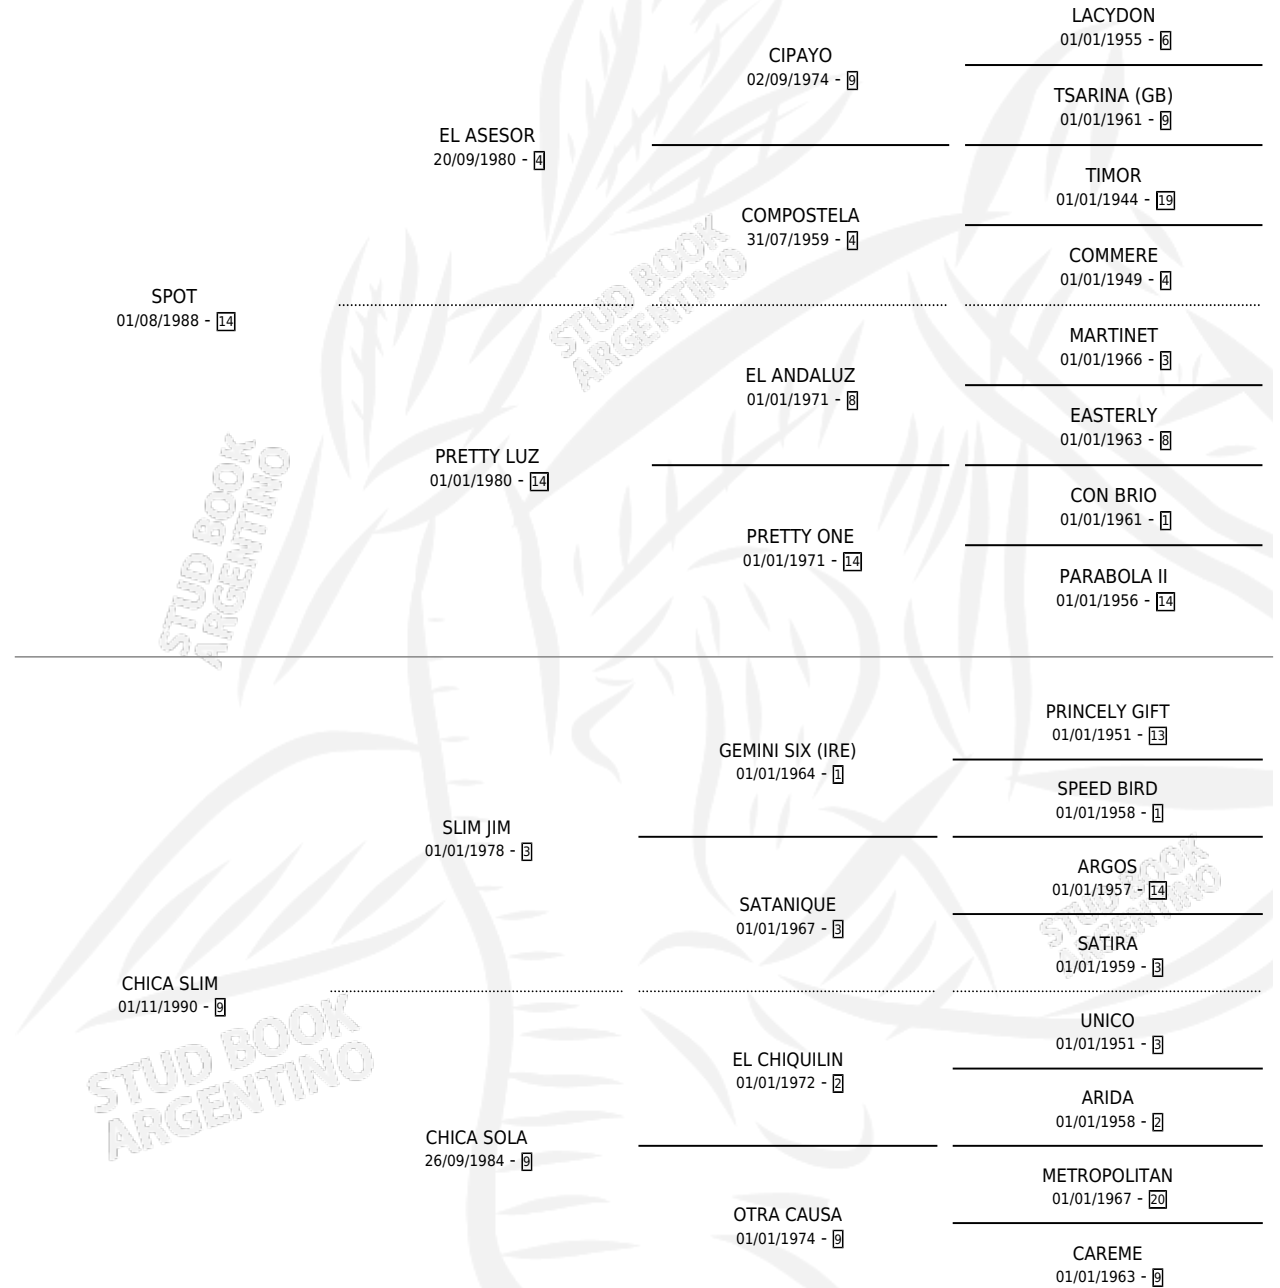 LACYDON
01/01/1955 - 6
CIPAYO
02/09/1974 - 9
TSARINA (GB)
01/01/1961 - 9
EL ASESOR
20/09/1980 - 4
TIMOR
01/01/1944 - 19
COMPOSTELA
31/07/1959 - 4
COMMERE
01/01/1949 - 4
SPOT
01/08/1988 - 14
MARTINET
01/01/1966 - 3
EL ANDALUZ
01/01/1971 - 8
EASTERLY
01/01/1963 - 8
PRETTY LUZ
01/01/1980 - 14
CON BRIO
01/01/1961 - 1
PRETTY ONE
01/01/1971 - 14
PARABOLA II
01/01/1956 - 14
PRINCELY GIFT
01/01/1951 - 13
GEMINI SIX (IRE)
01/01/1964 - 1
SPEED BIRD
01/01/1958 - 1
SLIM JIM
01/01/1978 - 3
ARGOS
01/01/1957 - 14
SATANIQUE
01/01/1967 - 3
SATIRA
01/01/1959 - 3
CHICA SLIM
01/11/1990 - 9
UNICO
01/01/1951 - 3
EL CHIQUILIN
01/01/1972 - 2
ARIDA
01/01/1958 - 2
CHICA SOLA
26/09/1984 - 9
METROPOLITAN
01/01/1967 - 20
OTRA CAUSA
01/01/1974 - 9
CAREME
01/01/1963 - 9
STUD BOOK
ARGENTINO
STUD BOOK
ARGENTINO
STUD BOOK
ARGENTINO
STUD BOOK
ARGENTINO